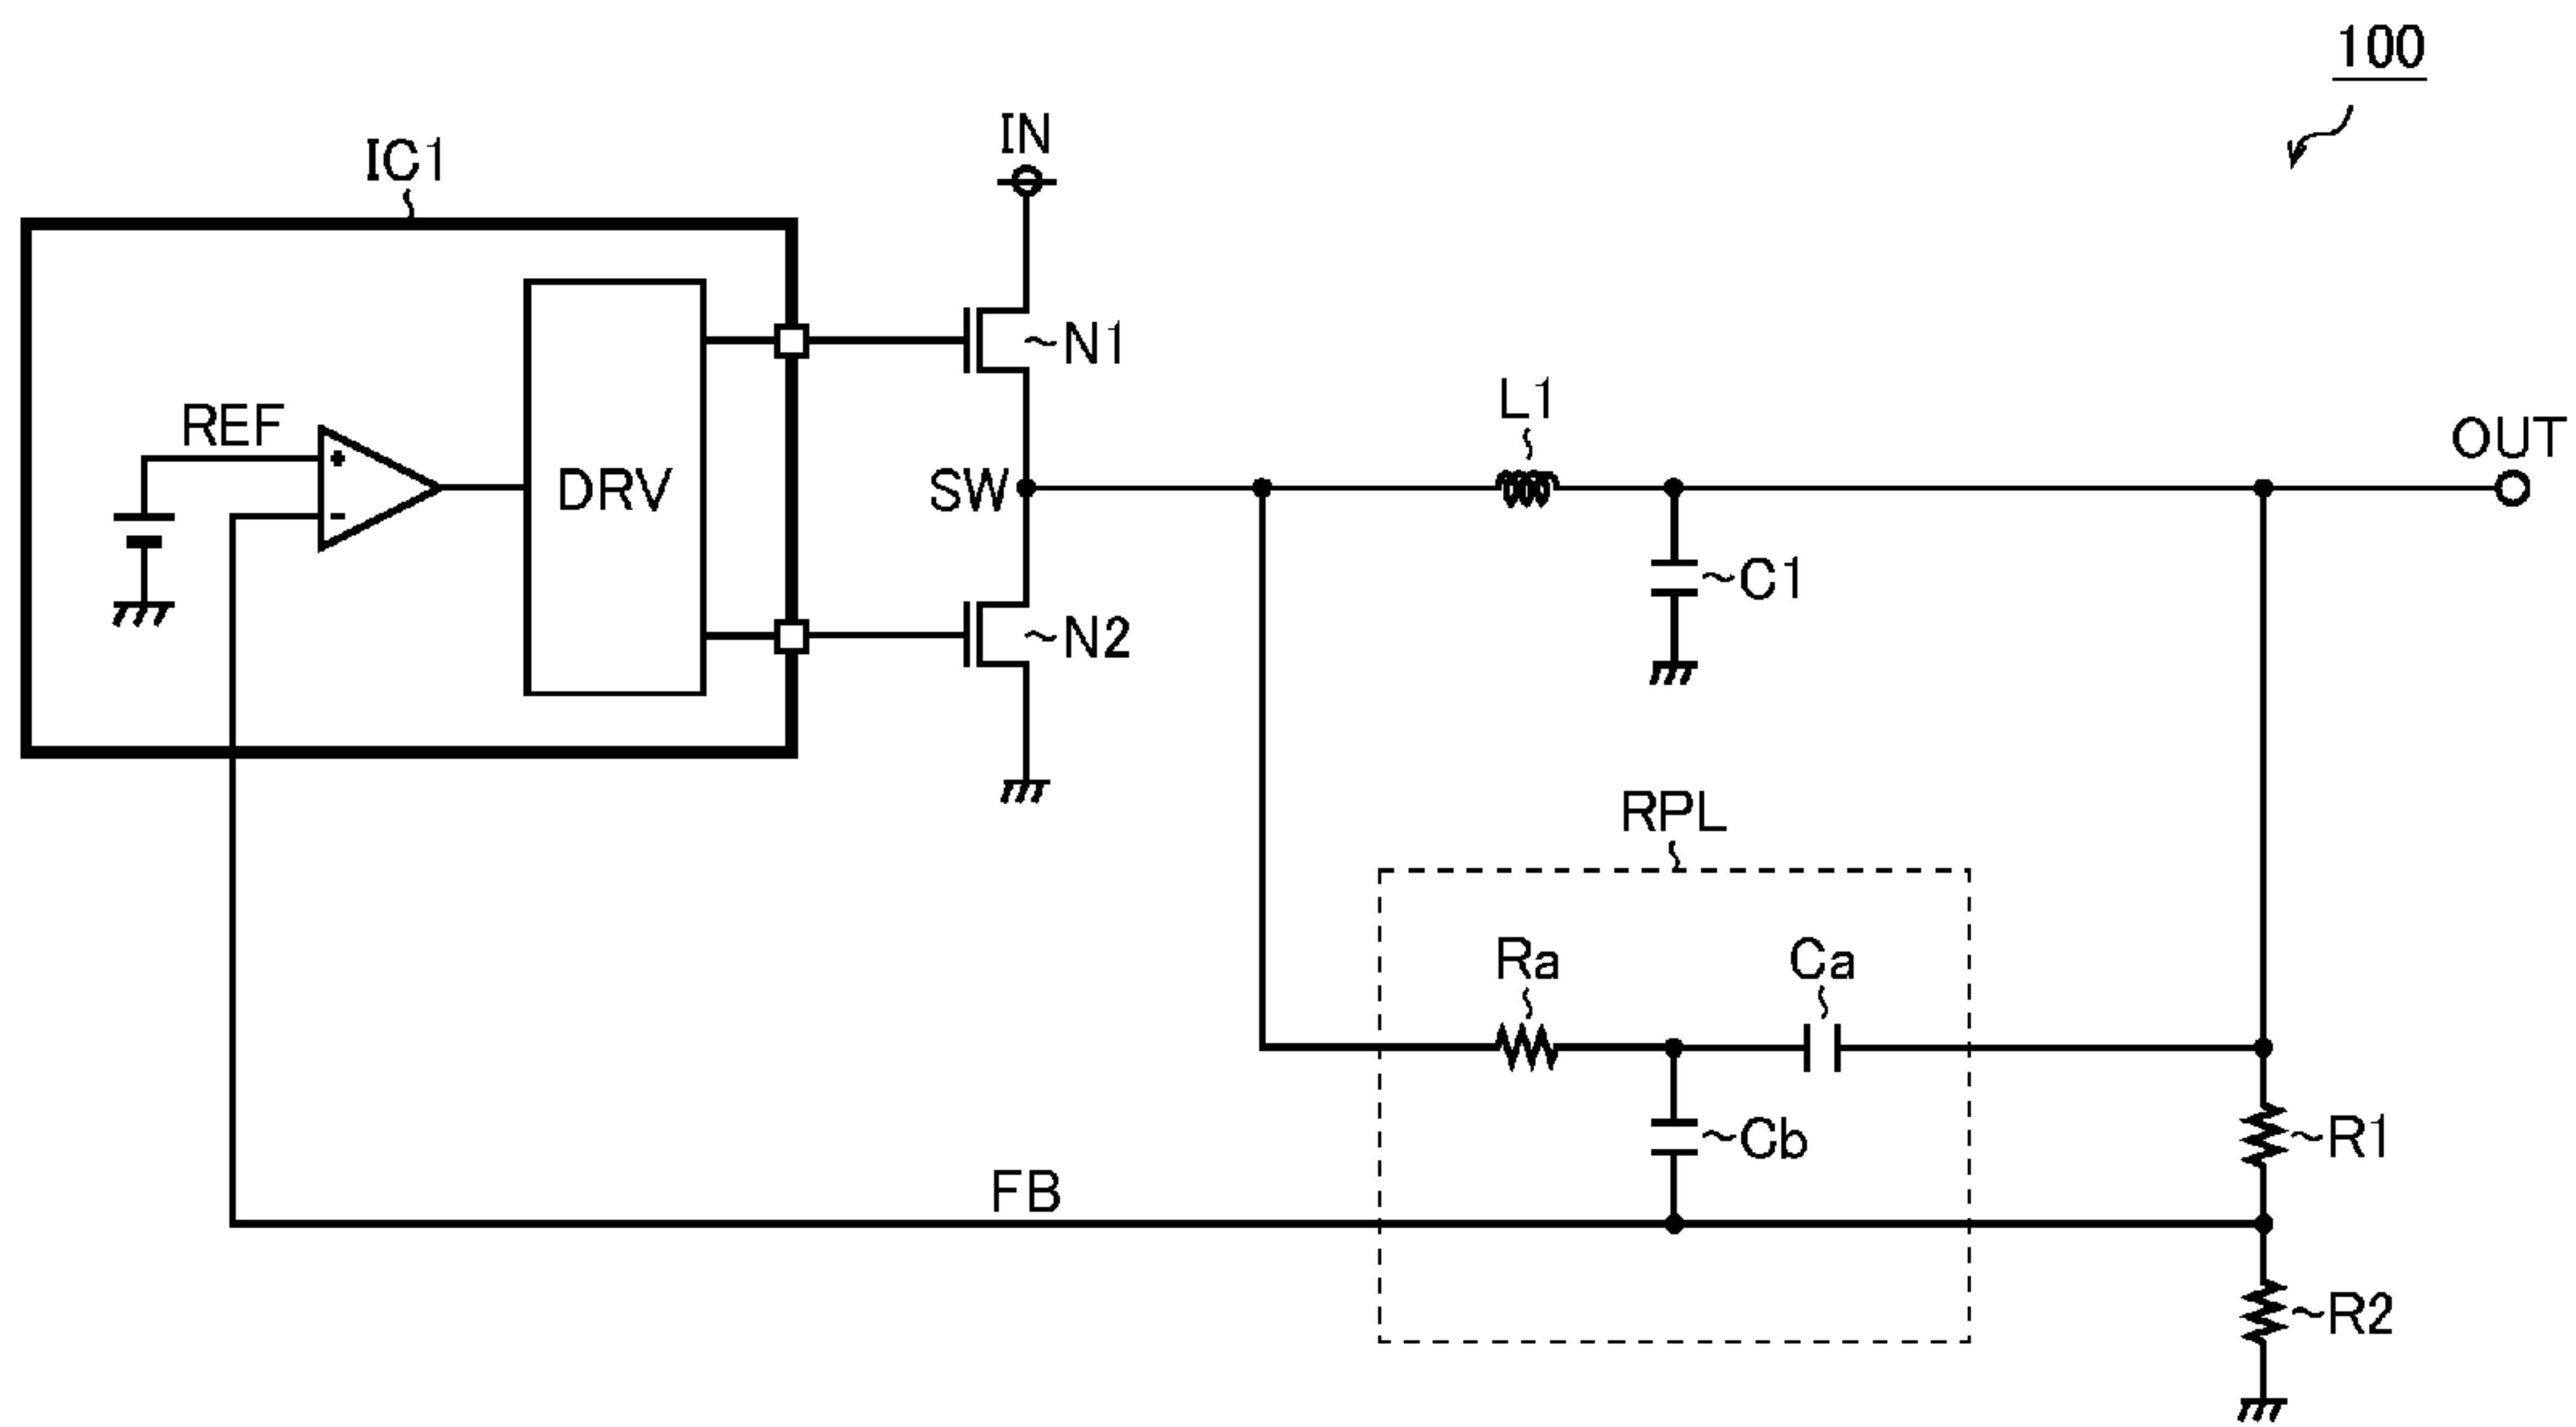 100
IN
IC1
N1
REF
L1
OUT
DRV
SW
+
-
C1
N2
RPL
Ra
Ca
Cb
R1
FB
R2